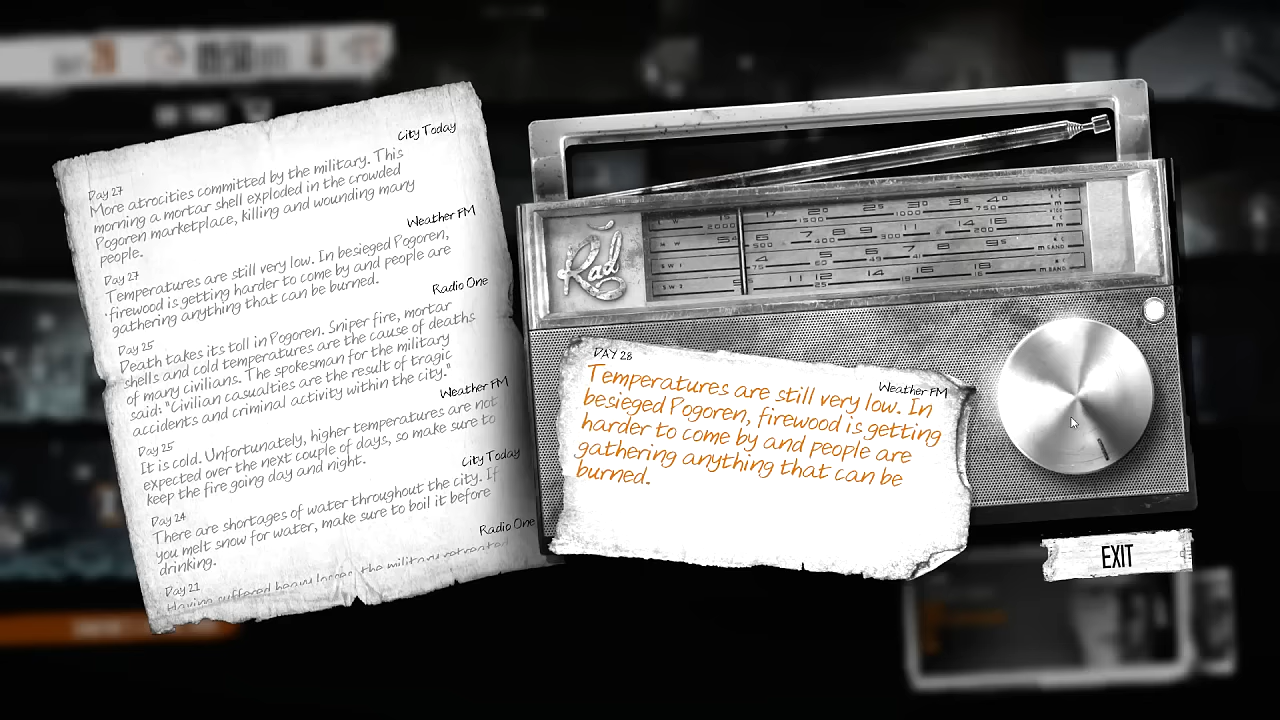 City Today
Day 27
More atrocities committed by the military. This
morning a mortar shell exploded in the crowded
Pogoren marketplace, killing and wounding many
people.
Weather FM
Day 27
Temperatures are still very low. In besieged Pogoren,
firewood is getting harder to come by and people are
gathering anything that can be burned.
Radio One
Day 25
Death takes its toll in Pogoren. Sniper fire, mortar
shells and cold temperatures are the cause of deaths
of many civilians. The spokesman for the military
said: "Civilian casualties are the result of tragic
accidents and criminal activity within the city."
Weather FM
Day 25
It is cold. Unfortunately, higher temperatures are not
expected over the next couple of days, so make sure to
keep the fire going day and night.
City Today
Day 24
There are shortages of water throughout the city. If
you melt snow for water, make sure to boil it before
drinking.
Radio One
Day 21
Having suffered heavy losses, the military retreated
Rad
DAY 28
Weather FM
Temperatures are still very low. In
besieged Pogoren, firewood is getting
harder to come by and people are
gathering anything that can be
burned.
EXIT